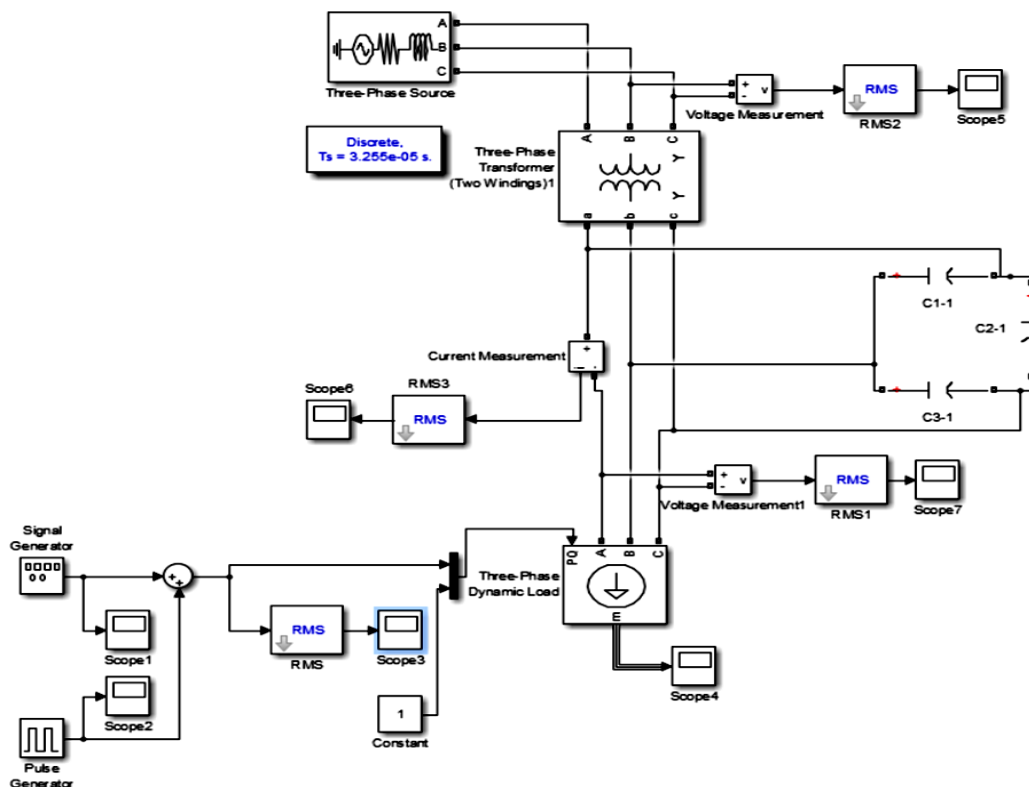 A
B
C
Three-Phase Source
+
-
v
Voltage Measurement
RMS
RMS2
Scope5
Discrete,
Ts = 3.255e-05 s.
Three-Phase
Transformer
(Two Windings)1
A
B
C
Y
Y
a
b
c
C1-1
C2-1
C3-1
Current Measurement
+
-
i
Scope6
RMS3
RMS
+
-
v
Voltage Measurement1
RMS
RMS1
Scope7
Signal
Generator
Scope1
Scope2
Pulse
Generator
+
+
RMS
RMS
Scope3
1
Constant
Three-Phase
Dynamic Load
PQ
A
B
C
m
Scope4